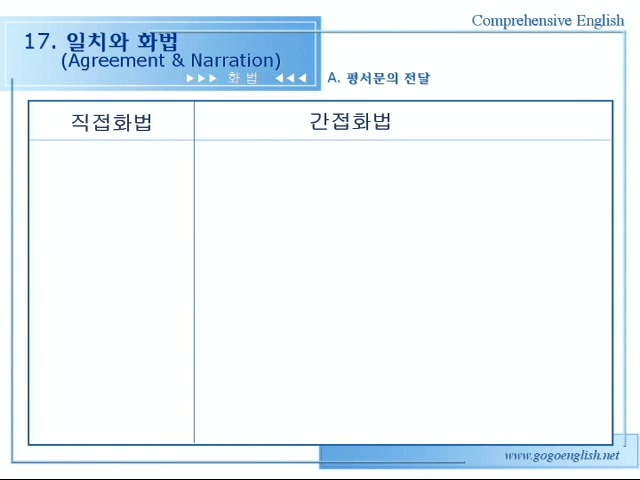 Comprehensive English
17. 일치와 화법
(Agreement & Narration)
▶▶▶ 화 법 ◀◀◀
A. 평서문의 전달
직접화법
간접화법
www.gogoenglish.net